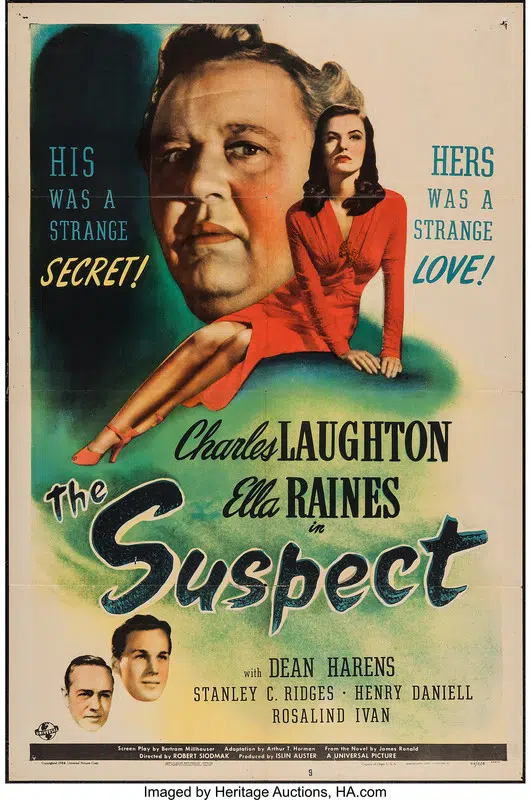 HIS
WAS A
STRANGE
SECRET!
HERS
WAS A
STRANGE
LOVE!
Charles LAUGHTON
Ella RAINES
in
The
Suspect
with DEAN HARENS
STANLEY C. RIDGES · HENRY DANIELL
ROSALIND IVAN
Screen Play by Bertram Millhauser Adaptation by Arthur T. Horman From the Novel by James Ronald
Directed by ROBERT SIODMAK Produced by ISLIN AUSTER A UNIVERSAL PICTURE
9
Imaged by Heritage Auctions, HA.com